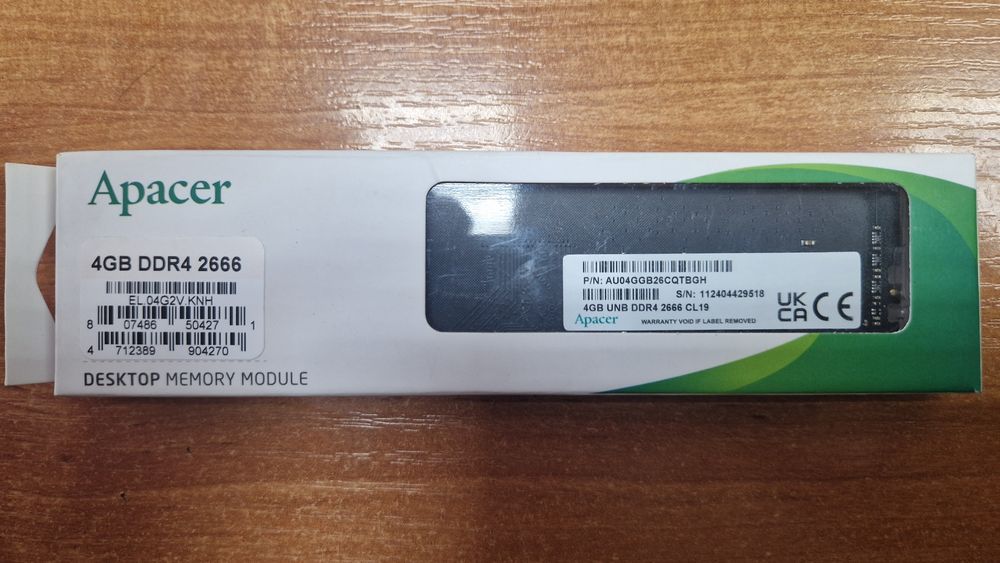 Apacer
4GB DDR4 2666
EL.04G2V.KNH
8 07486 50427 1
4 712389 904270
DESKTOP MEMORY MODULE
P/N: AU04GGB26CQTBGH
S/N: 112404429518
4GB UNB DDR4 2666 CL19
Apacer
WARRANTY VOID IF LABEL REMOVED
UK
CA
CE